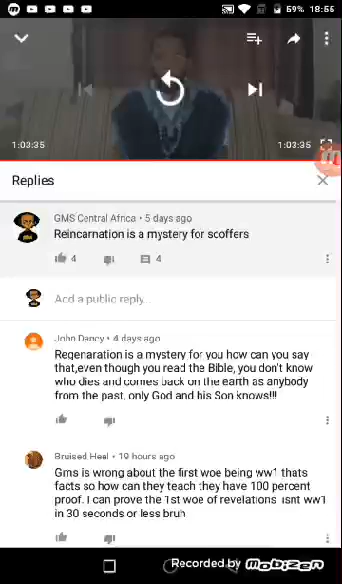 59% 18:55
1:03:35 1:03:35
Replies
GMS Central Africa • 5 days ago
Reincarnation is a mystery for scoffers
4 4
Add a public reply...
John Dancy • 4 days ago
Regenaration is a mystery for you how can you say
that,even though you read the Bible, you don't know
who dies and comes back on the earth as anybody
from the past, only God and his Son knows!!!
Bruised Heel • 19 hours ago
Gms is wrong about the first woe being ww1 thats
facts so how can they teach they have 100 percent
proof. I can prove the 1st woe of revelations isnt ww1
in 30 seconds or less bruh
Recorded by Mobizen